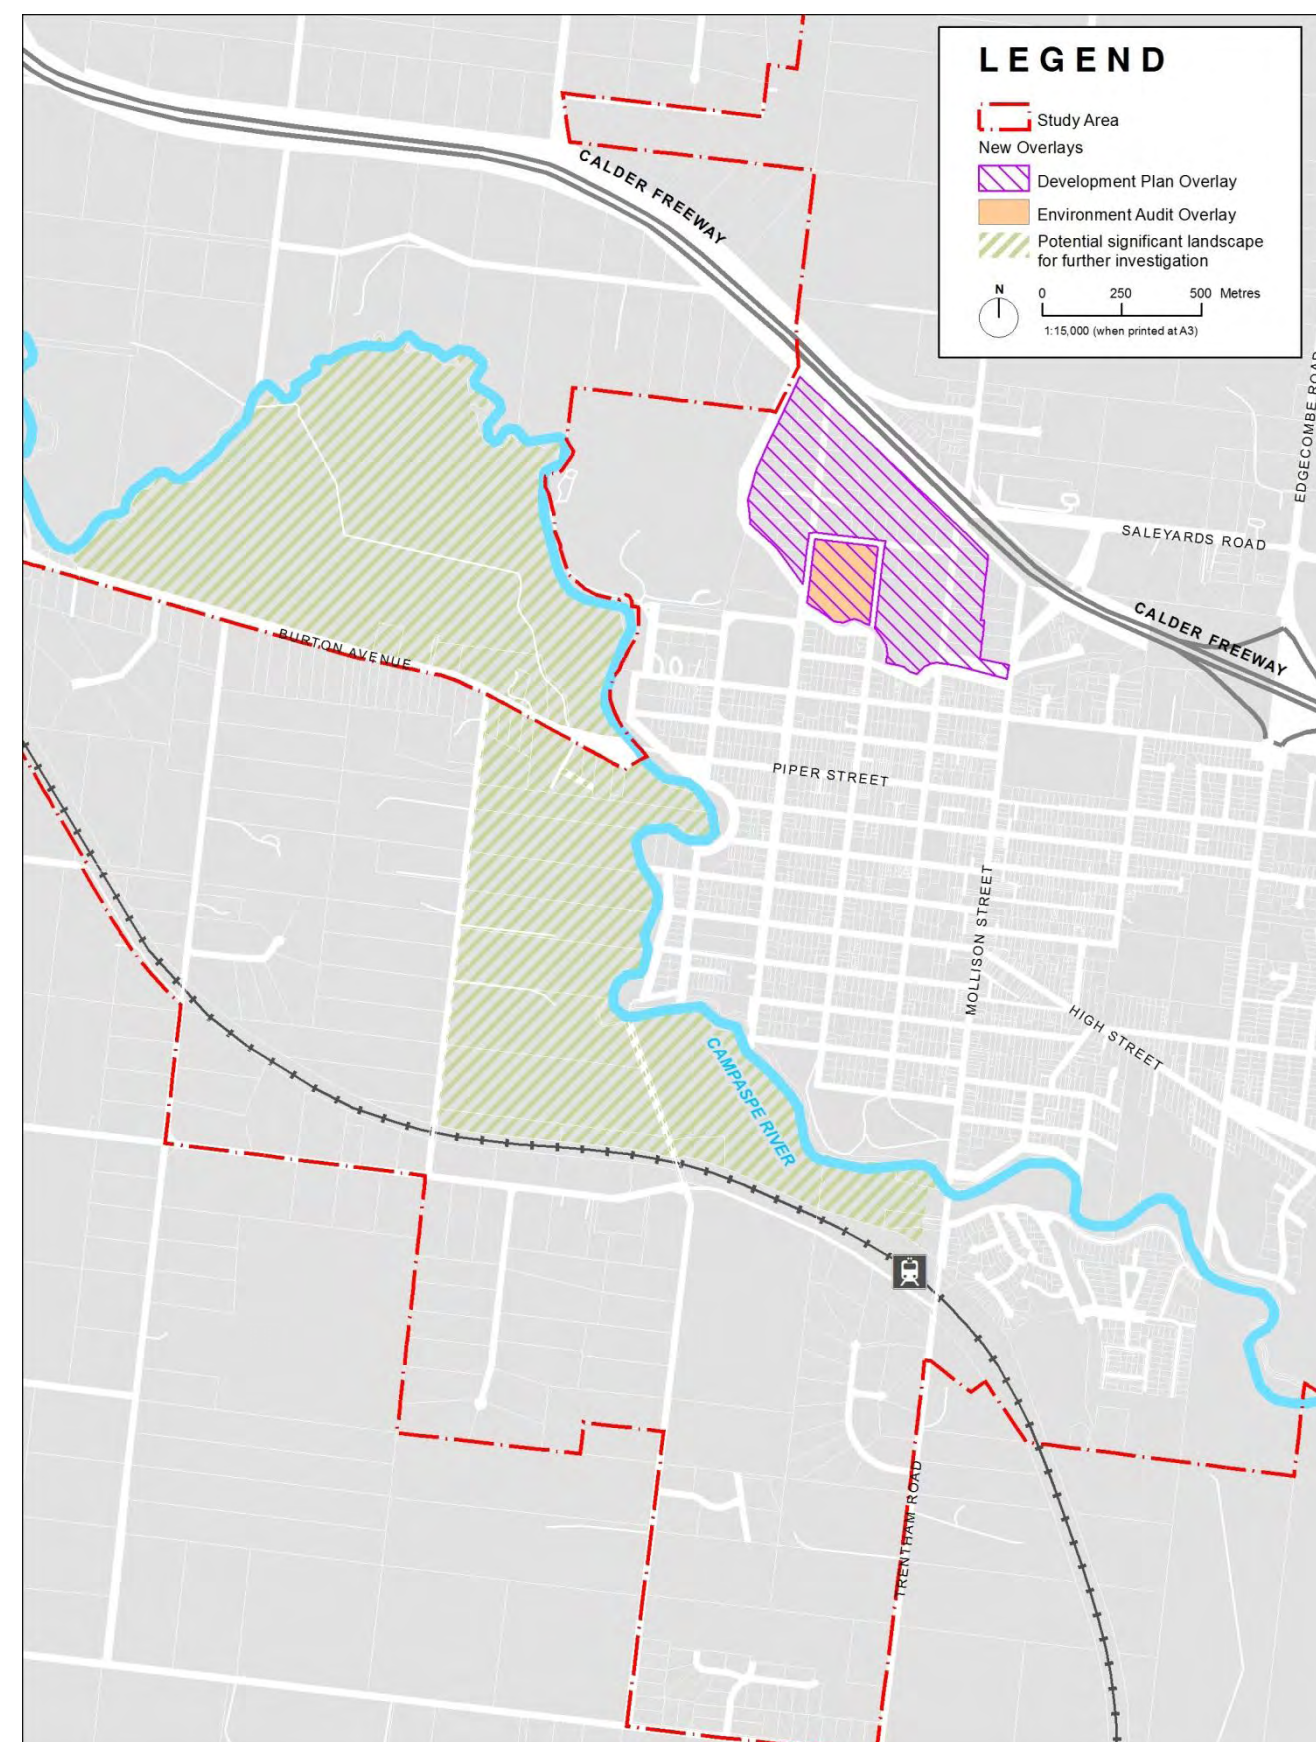 LEGEND
Study Area
New Overlays
Development Plan Overlay
Environment Audit Overlay
Potential significant landscape
for further investigation
N
0 250 500 Metres
1:15,000 (when printed at A3)
CALDER FREEWAY
EDGECOMBE ROAD
SALEYARDS ROAD
CALDER FREEWAY
BURTON AVENUE
PIPER STREET
MOLLISON STREET
HIGH STREET
CAMPASPE RIVER
TRENTHAM ROAD